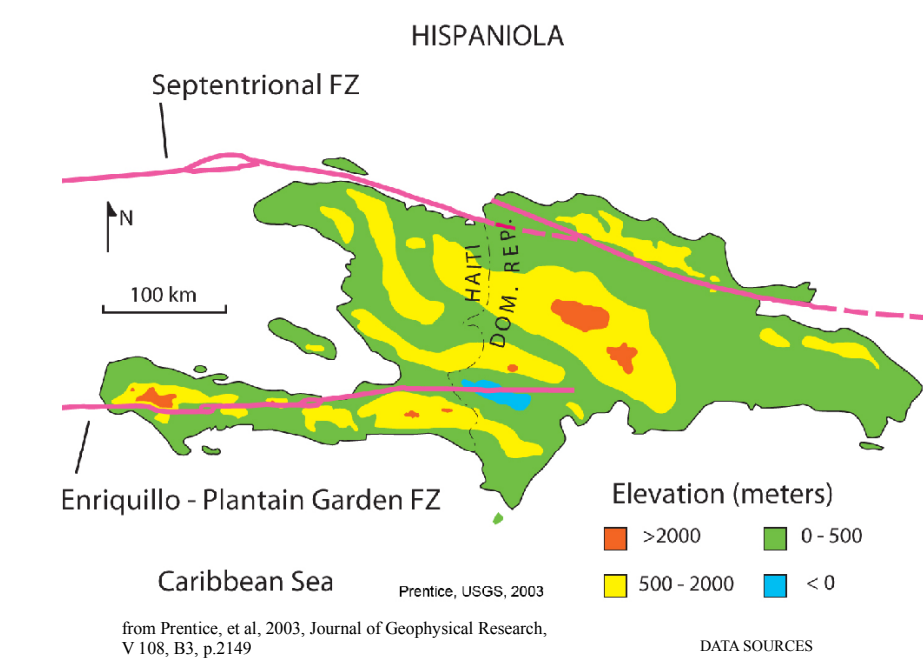 HISPANIOLA
Septentrional FZ
N
100 km
HAITI
DOM. REP.
Enriquillo - Plantain Garden FZ
Elevation (meters)
>2000
0 - 500
500 - 2000
< 0
Caribbean Sea
Prentice, USGS, 2003
from Prentice, et al, 2003, Journal of Geophysical Research,
V 108, B3, p.2149
DATA SOURCES